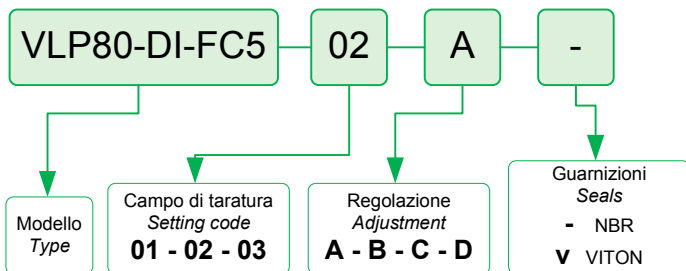 VLP80-DI-FC5 02 A -
Modello
Type
Campo di taratura
Setting code
01 - 02 - 03
Regolazione
Adjustment
A - B - C - D
Guarnizioni
Seals
- NBR
V VITON